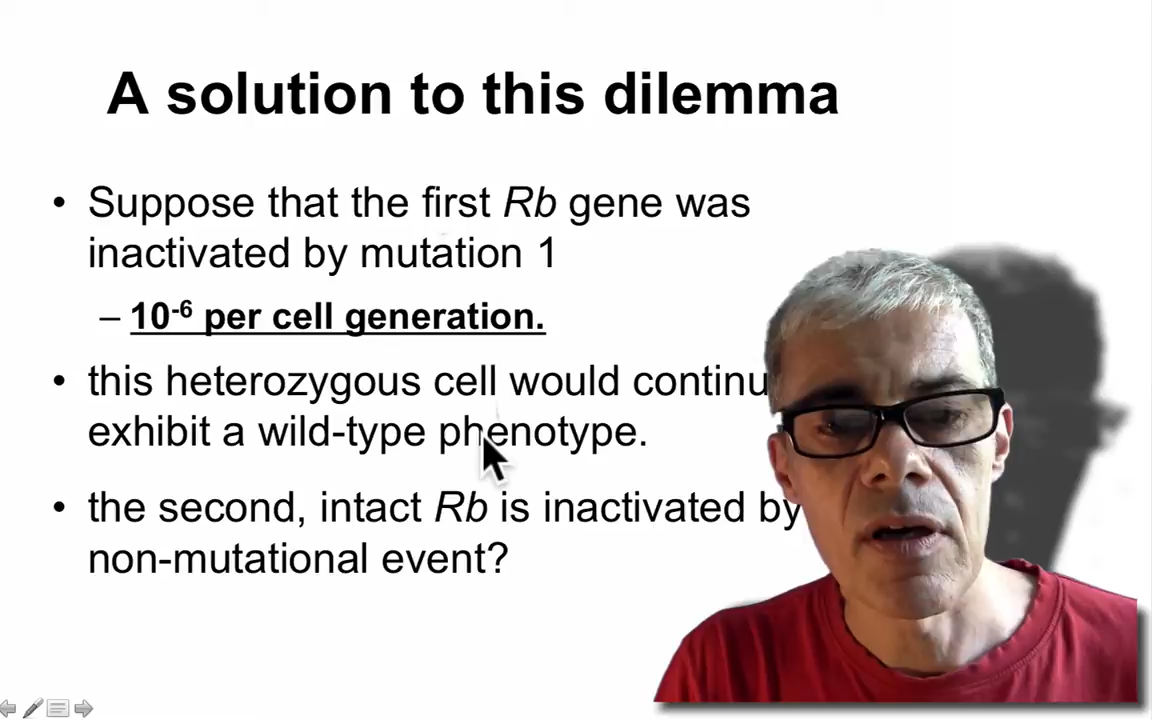 A solution to this dilemma
• Suppose that the first Rb gene was
inactivated by mutation 1
– 10⁻⁶ per cell generation.
• this heterozygous cell would continu
exhibit a wild-type phenotype.
• the second, intact Rb is inactivated by
non-mutational event?